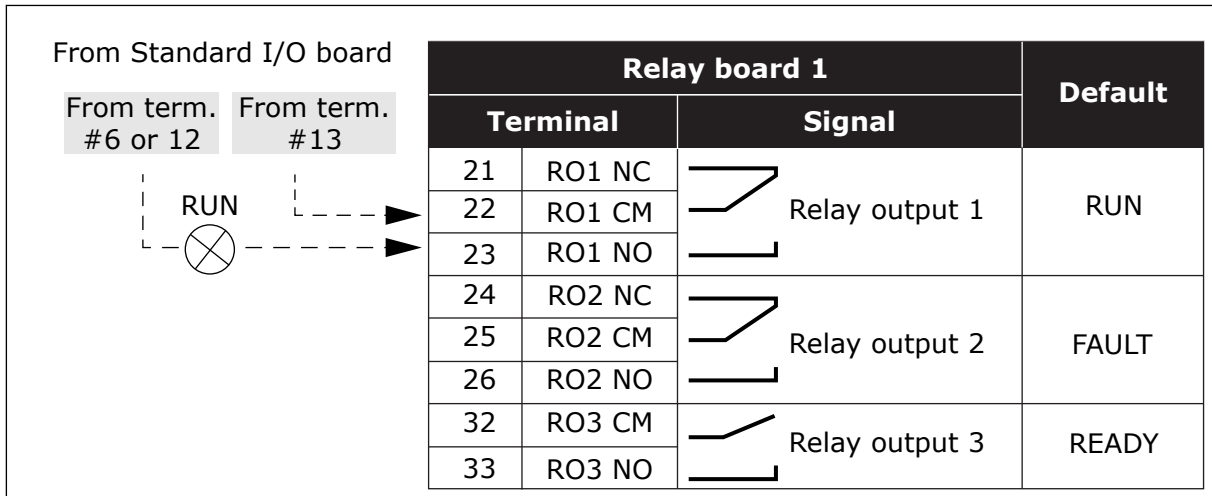 From Standard I/O board
From term. #6 or 12
From term. #13
RUN
Relay board 1
Default
Terminal
Signal
21 RO1 NC
22 RO1 CM
23 RO1 NO
Relay output 1
RUN
24 RO2 NC
25 RO2 CM
26 RO2 NO
Relay output 2
FAULT
32 RO3 CM
33 RO3 NO
Relay output 3
READY